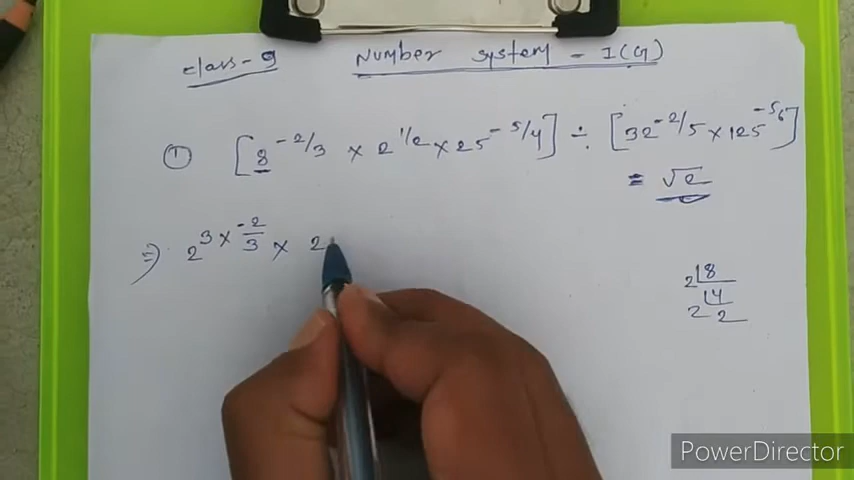 class-9 Number system - I(G)
① [8^-2/3 × 2^1/2 × 25^-5/4] ÷ [32^-2/5 × 125^-5/6]
= √2
⇒ 2^3×-2/3 × 2
2|8
2|4
2
PowerDirector